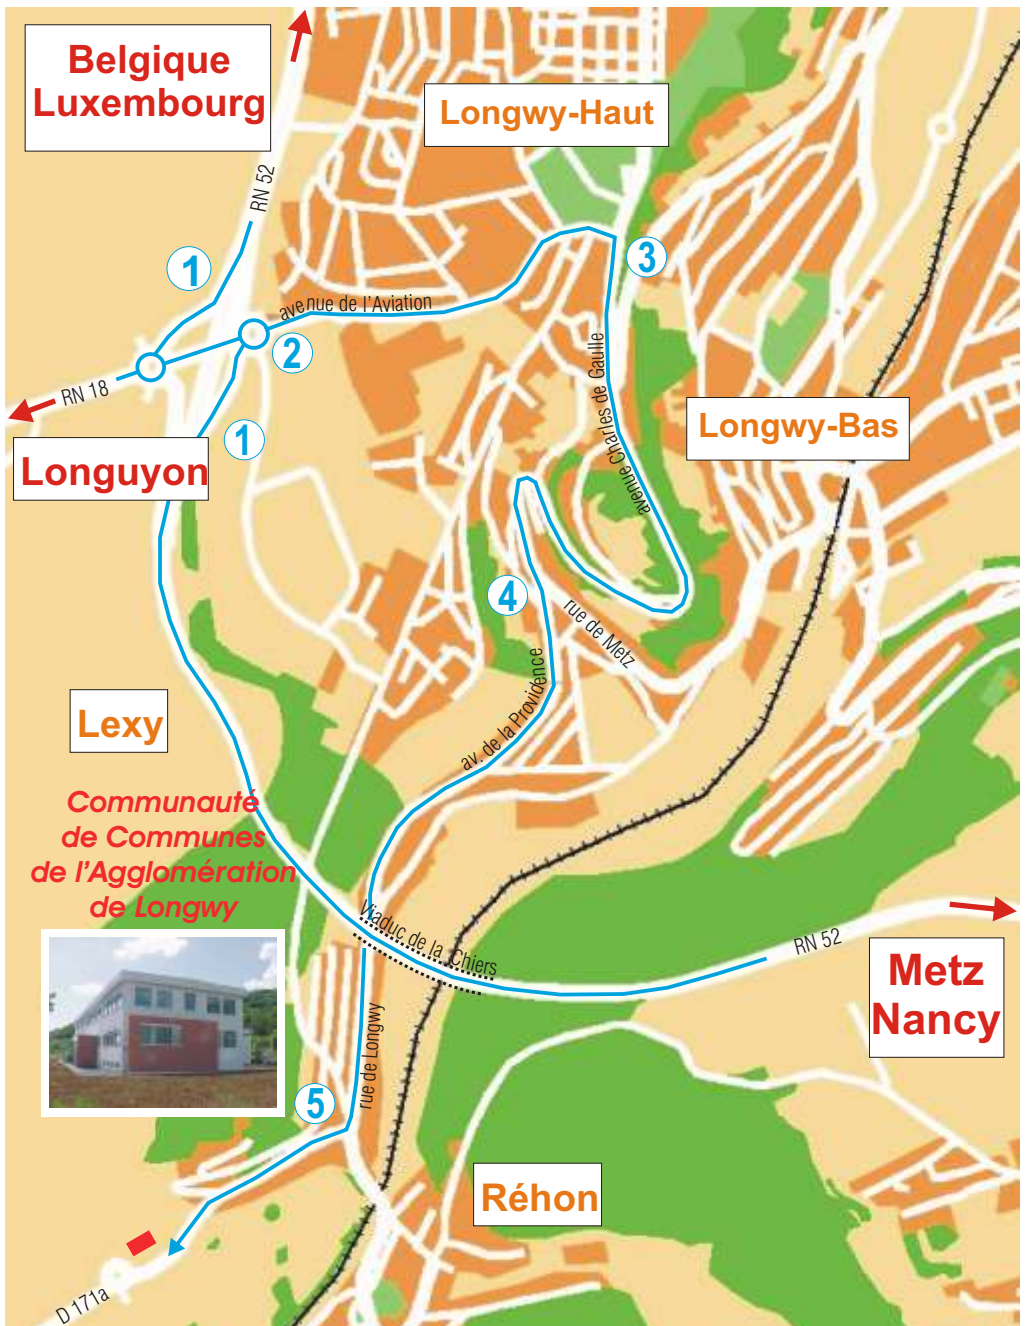 Belgique
Luxembourg
Longwy-Haut
RN 52
1
3
avenue de l'Aviation
2
RN 18
avenue Charles de Gaulle
Longwy-Bas
1
Longuyon
4
rue de Metz
Lexy
av. de la Providence
Communauté
de Communes
de l'Agglomération
de Longwy
Viaduc de la Chiers
RN 52
Metz
Nancy
rue de Longwy
5
Réhon
D 171a